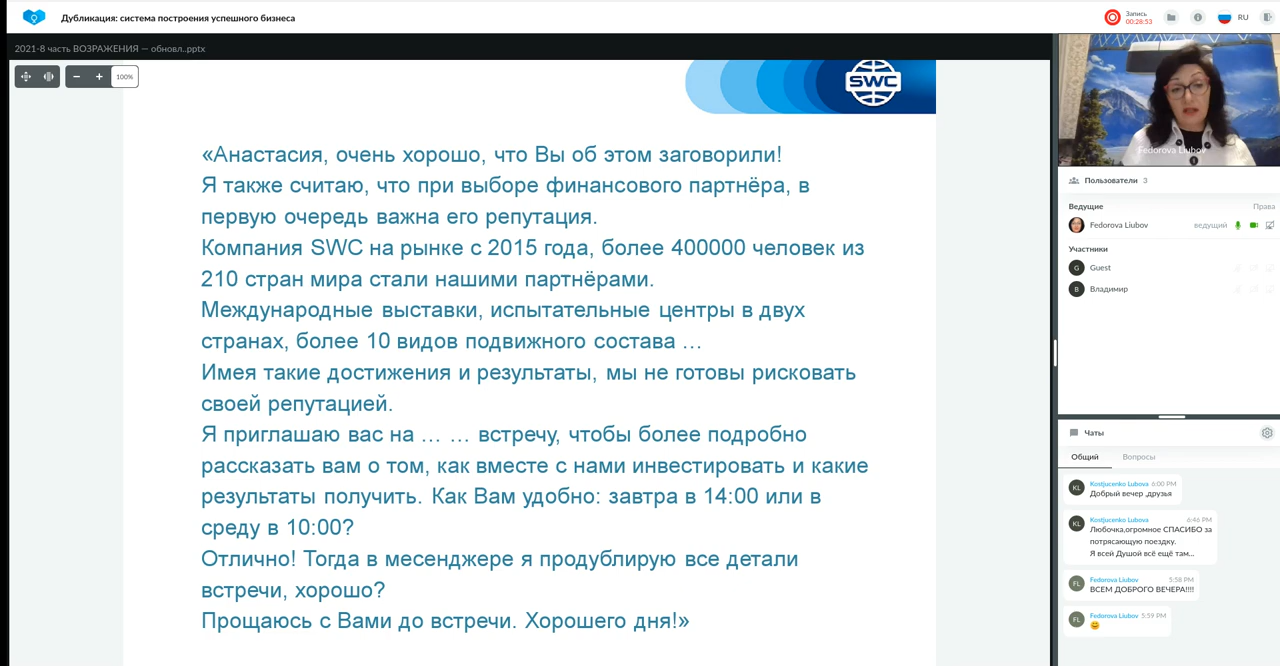 Дубликация: система построения успешного бизнеса
Запись
00:28:53
RU
2021-8 часть ВОЗРАЖЕНИЯ — обновл..pptx
100%
SWC
«Анастасия, очень хорошо, что Вы об этом заговорили!
Я также считаю, что при выборе финансового партнёра, в
первую очередь важна его репутация.
Компания SWC на рынке с 2015 года, более 400000 человек из
210 стран мира стали нашими партнёрами.
Международные выставки, испытательные центры в двух
странах, более 10 видов подвижного состава ...
Имея такие достижения и результаты, мы не готовы рисковать
своей репутацией.
Я приглашаю вас на ... ... встречу, чтобы более подробно
рассказать вам о том, как вместе с нами инвестировать и какие
результаты получить. Как Вам удобно: завтра в 14:00 или в
среду в 10:00?
Отлично! Тогда в месенджере я продублирую все детали
встречи, хорошо?
Прощаюсь с Вами до встречи. Хорошего дня!»
Fedorova Liubov
Пользователи 3
Ведущие Права
Fedorova Liubov ведущий
Участники
G Guest
В Владимир
Чаты
Общий Вопросы
KL Kostjucenko Lubova 6:00 PM
Добрый вечер ,друзья
KL Kostjucenko Lubova 6:46 PM
Любочка,огромное СПАСИБО за
потрясающую поездку.
Я всей Душой всё ещё там...
FL Fedorova Liubov 5:58 PM
ВСЕМ ДОБРОГО ВЕЧЕРА!!!!
FL Fedorova Liubov 5:59 PM